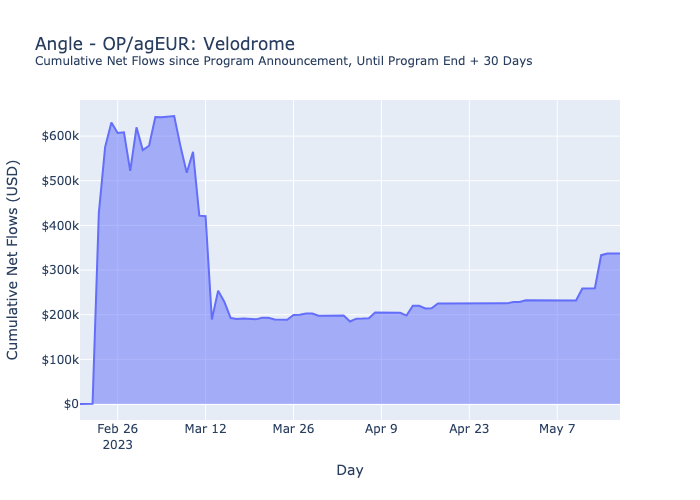 Angle - OP/agEUR: Velodrome
Cumulative Net Flows since Program Announcement, Until Program End + 30 Days
Cumulative Net Flows (USD)
$600k
$500k
$400k
$300k
$200k
$100k
$0
Feb 26
2023
Mar 12
Mar 26
Apr 9
Apr 23
May 7
Day